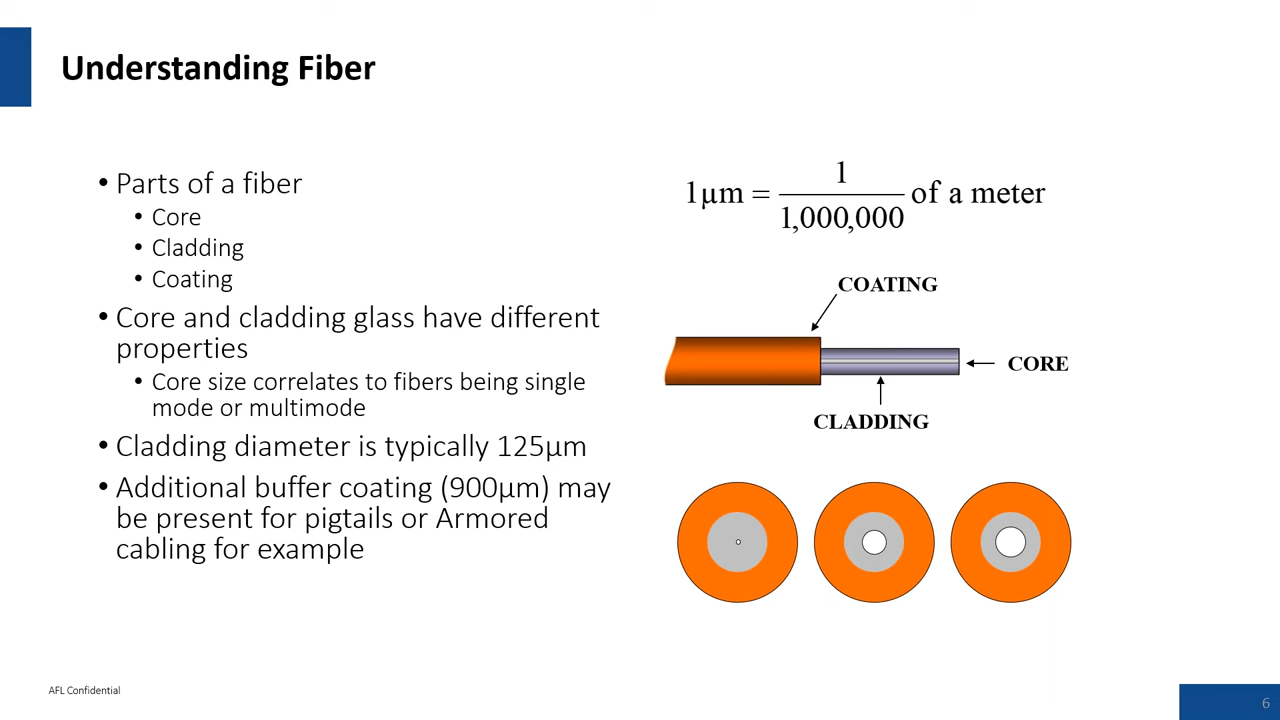 Understanding Fiber
• Parts of a fiber
• Core
• Cladding
• Coating
• Core and cladding glass have different
properties
• Core size correlates to fibers being single
mode or multimode
• Cladding diameter is typically 125µm
• Additional buffer coating (900µm) may
be present for pigtails or Armored
cabling for example
1µm = 1 / 1,000,000 of a meter
COATING
CORE
CLADDING
AFL Confidential
6